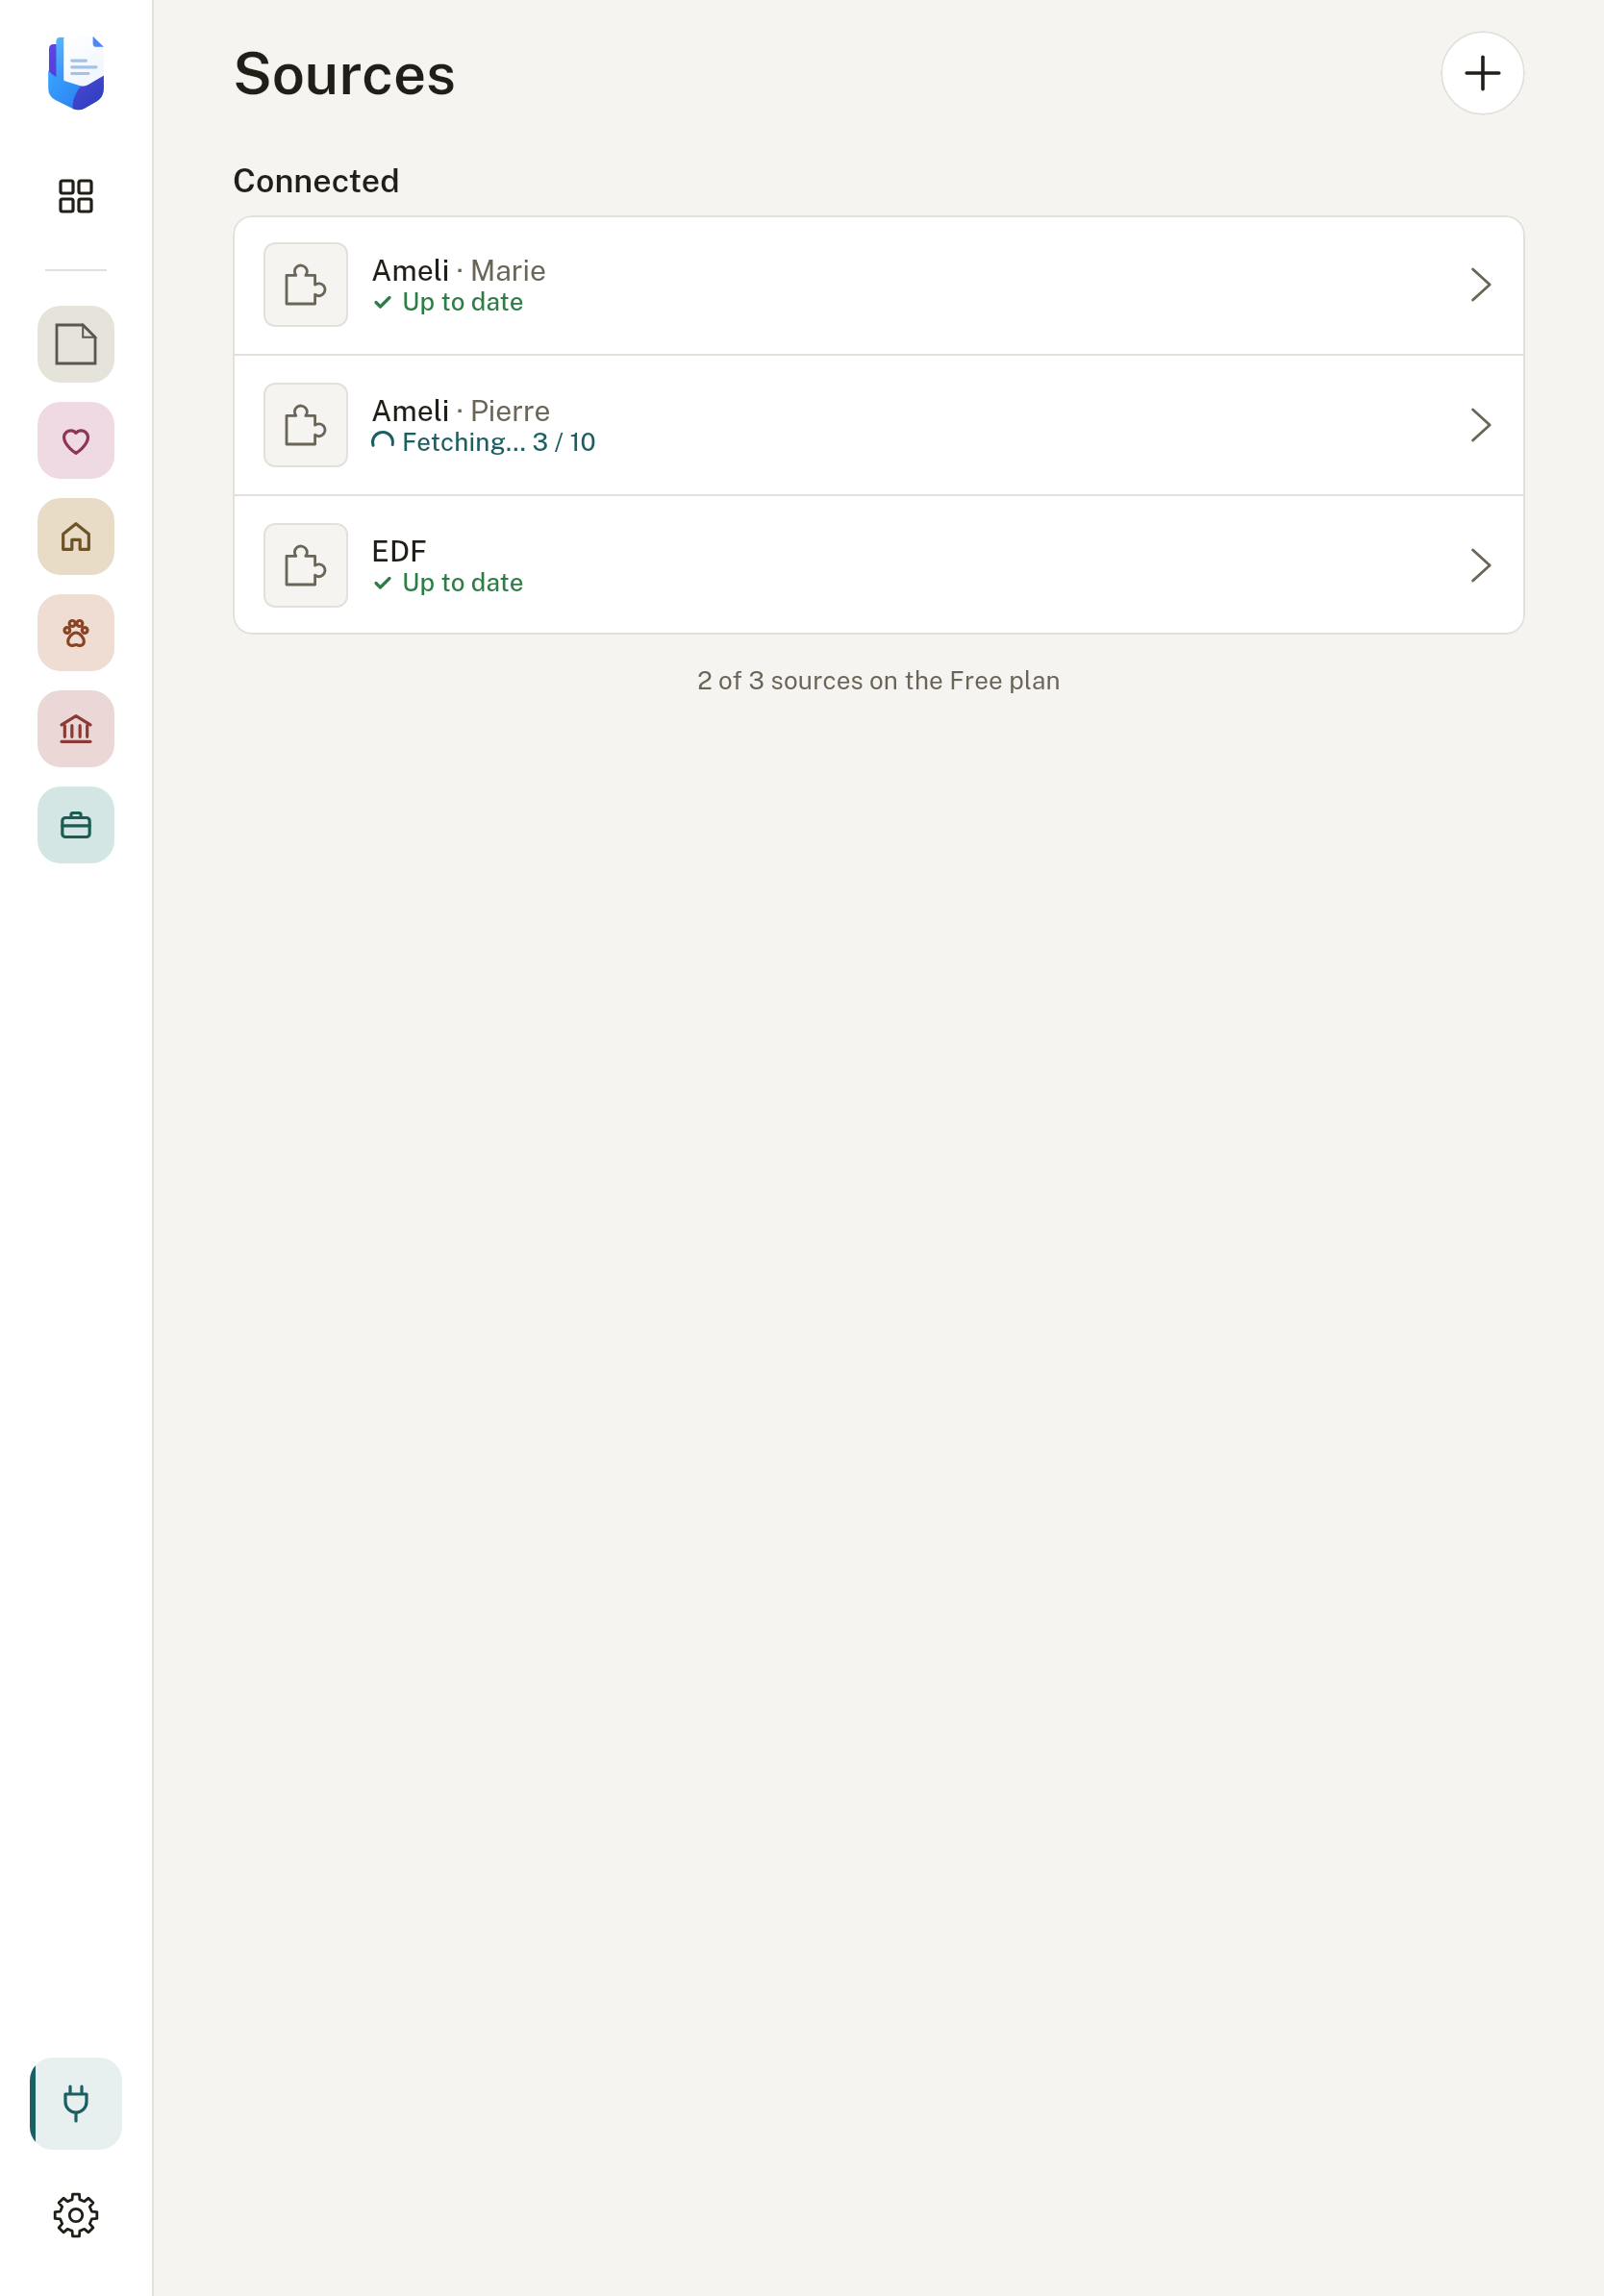 Sources
Connected
Ameli · Marie
Up to date
Ameli · Pierre
Fetching... 3 / 10
EDF
Up to date
2 of 3 sources on the Free plan